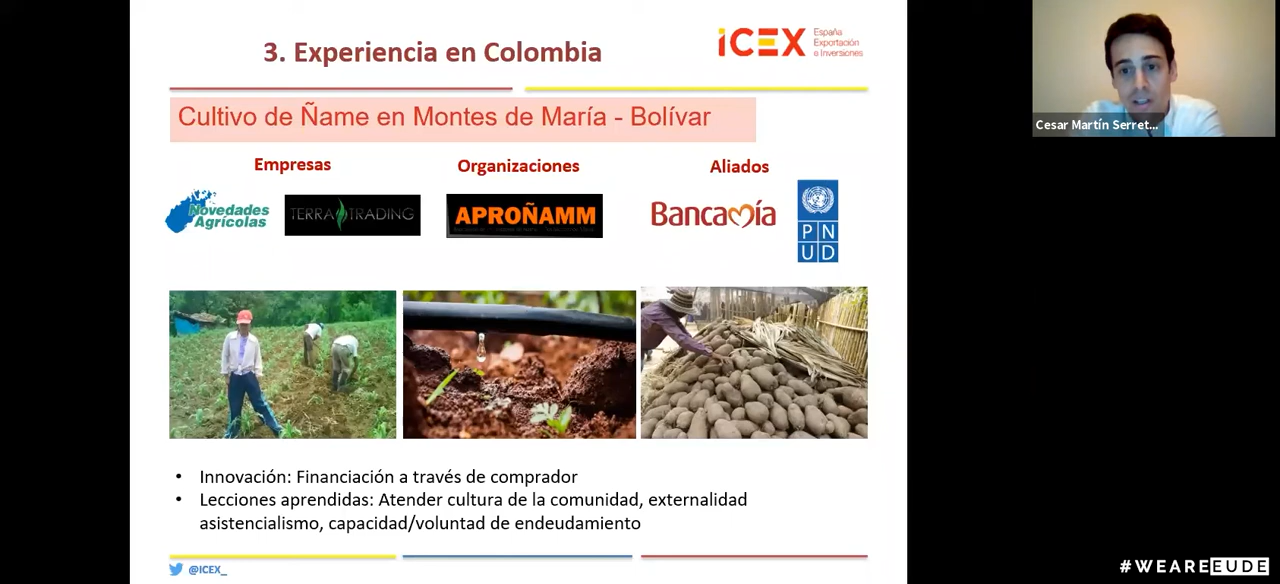 3. Experiencia en Colombia
iCEX
España
Exportación
e Inversiones
Cultivo de Ñame en Montes de María - Bolívar
Empresas
Organizaciones
Aliados
Novedades
Agrícolas
TERRA TRADING
APROÑAMM
Bancamía
PN
UD
• Innovación: Financiación a través de comprador
• Lecciones aprendidas: Atender cultura de la comunidad, externalidad
asistencialismo, capacidad/voluntad de endeudamiento
@ICEX_
Cesar Martín Serret...
#WEAREEUDE